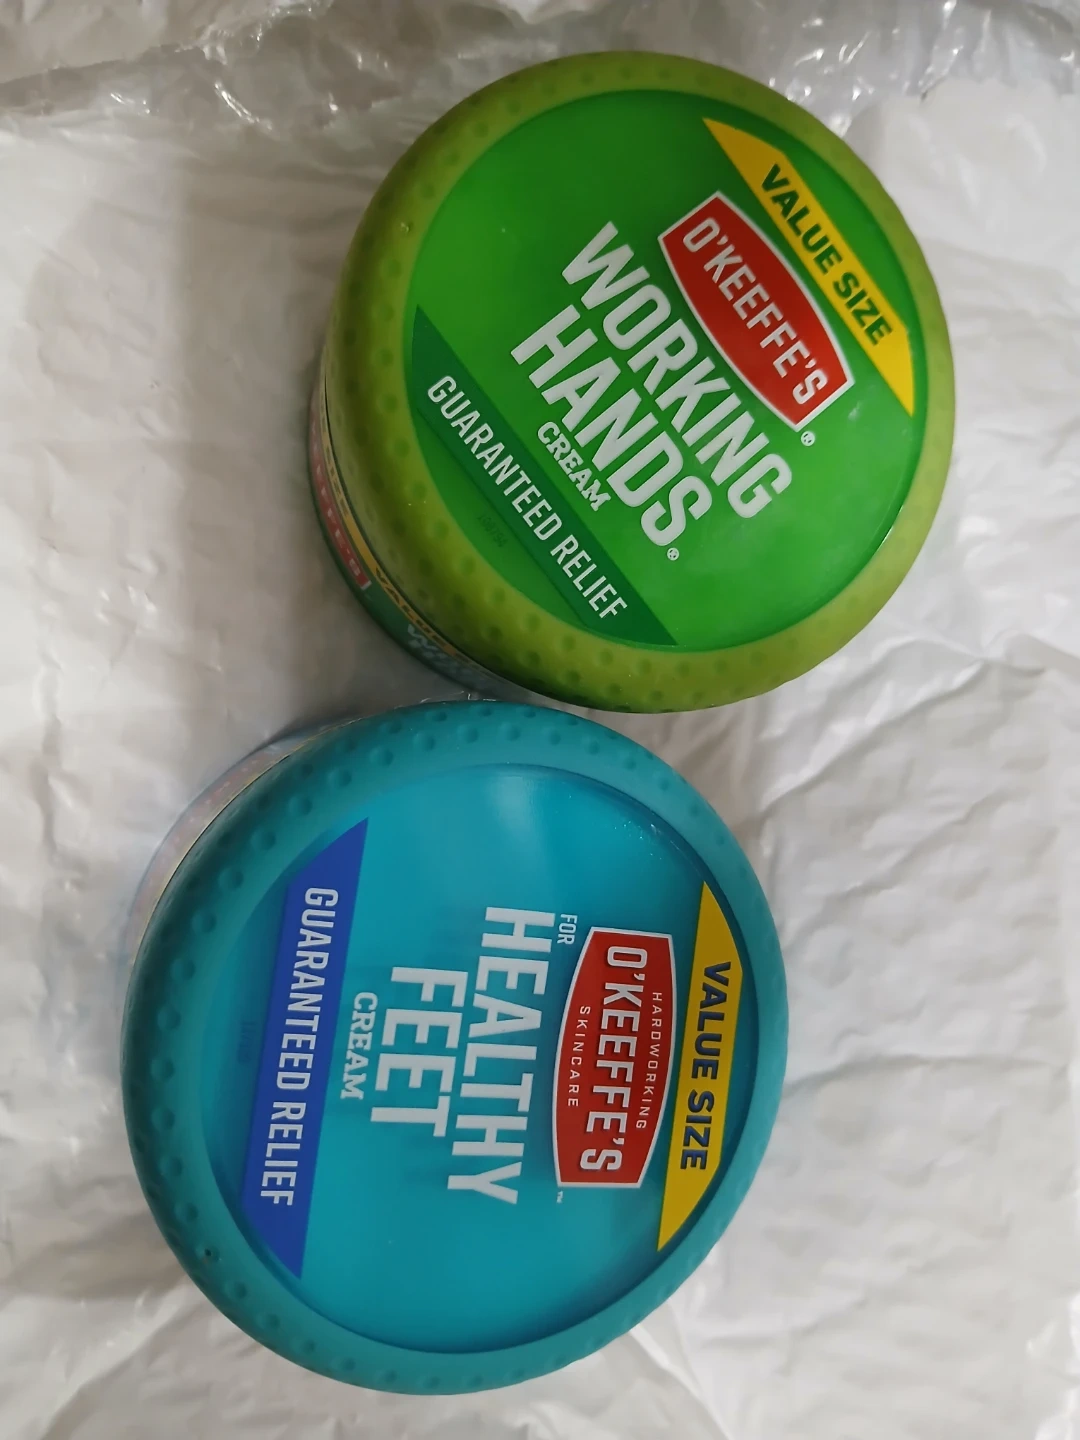 VALUE SIZE
O'KEEFFE'S®
WORKING
HANDS®
CREAM
GUARANTEED RELIEF
VALUE SIZE
HARDWORKING
O'KEEFFE'S™
SKINCARE
FOR
HEALTHY
FEET
CREAM
GUARANTEED RELIEF